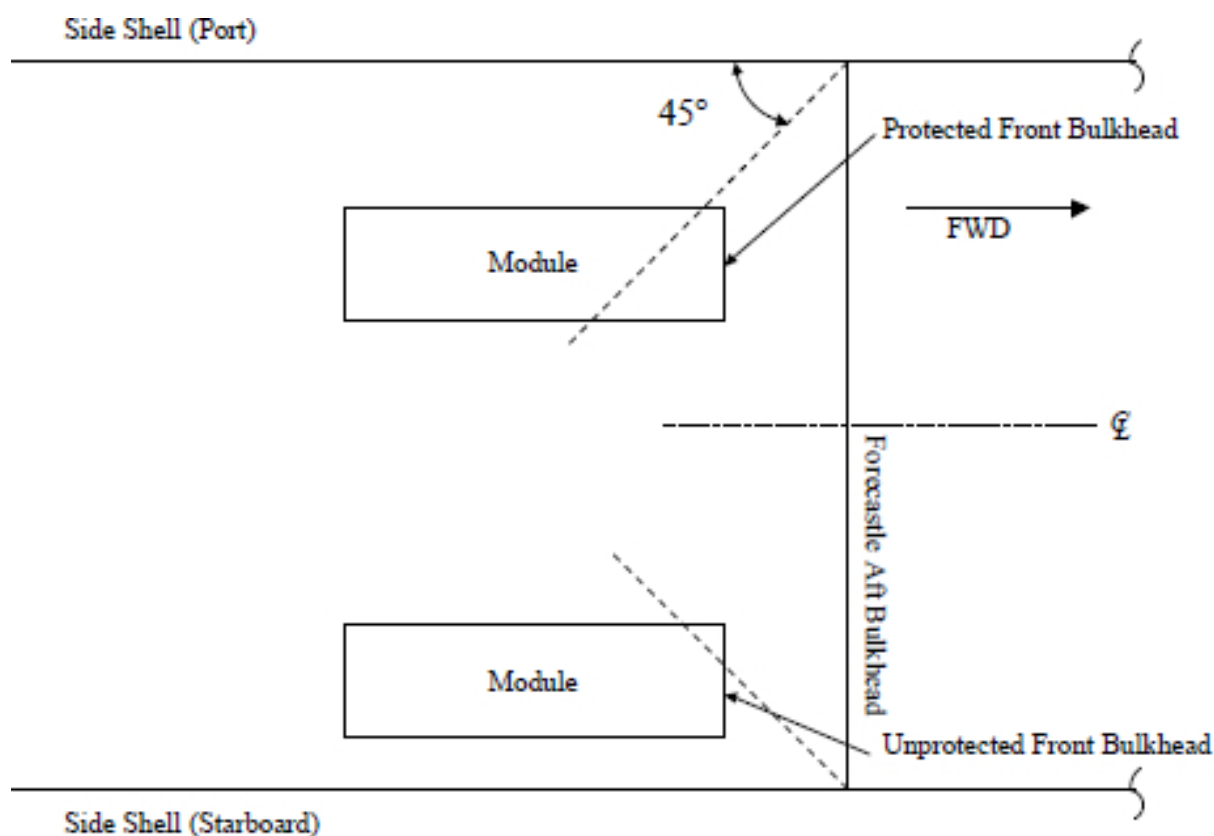 Side Shell (Port)
45°
Protected Front Bulkhead
FWD
Module
℄
Forecastle Aft Bulkhead
Module
Unprotected Front Bulkhead
Side Shell (Starboard)